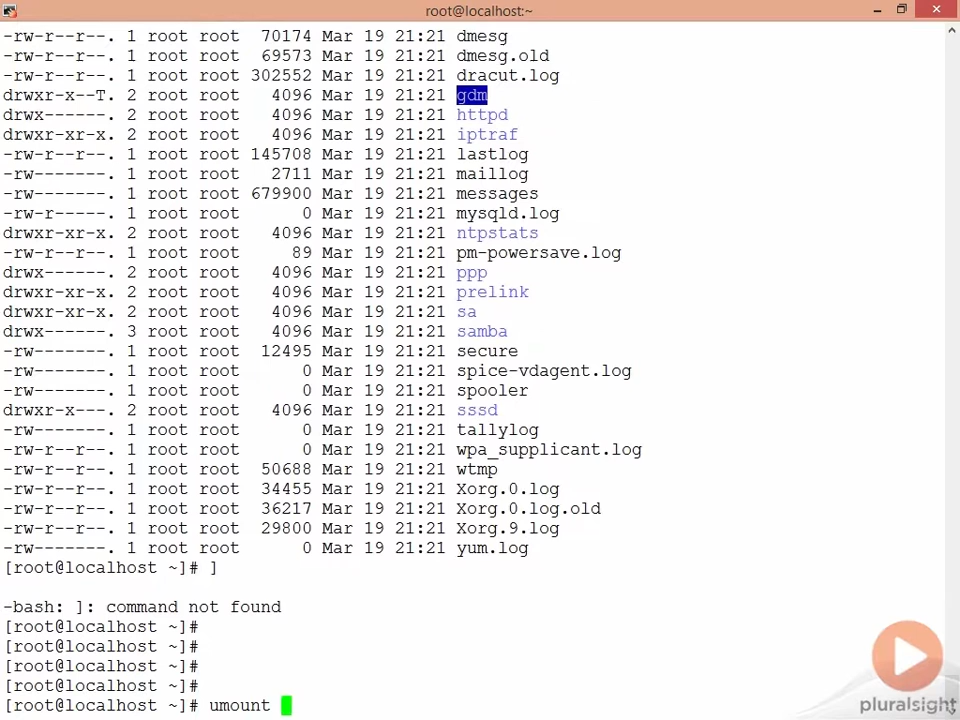 root@localhost:~
-rw-r--r--. 1 root root  70174 Mar 19 21:21 dmesg
-rw-r--r--. 1 root root  69573 Mar 19 21:21 dmesg.old
-rw-r--r--. 1 root root 302552 Mar 19 21:21 dracut.log
drwxr-x--T. 2 root root   4096 Mar 19 21:21 gdm
drwx------. 2 root root   4096 Mar 19 21:21 httpd
drwxr-xr-x. 2 root root   4096 Mar 19 21:21 iptraf
-rw-r--r--. 1 root root 145708 Mar 19 21:21 lastlog
-rw-------. 1 root root   2711 Mar 19 21:21 maillog
-rw-------. 1 root root 679900 Mar 19 21:21 messages
-rw-r-----. 1 root root      0 Mar 19 21:21 mysqld.log
drwxr-xr-x. 2 root root   4096 Mar 19 21:21 ntpstats
-rw-r--r--. 1 root root     89 Mar 19 21:21 pm-powersave.log
drwx------. 2 root root   4096 Mar 19 21:21 ppp
drwxr-xr-x. 2 root root   4096 Mar 19 21:21 prelink
drwxr-xr-x. 2 root root   4096 Mar 19 21:21 sa
drwx------. 3 root root   4096 Mar 19 21:21 samba
-rw-------. 1 root root  12495 Mar 19 21:21 secure
-rw-------. 1 root root      0 Mar 19 21:21 spice-vdagent.log
-rw-------. 1 root root      0 Mar 19 21:21 spooler
drwxr-x---. 2 root root   4096 Mar 19 21:21 sssd
-rw-------. 1 root root      0 Mar 19 21:21 tallylog
-rw-r--r--. 1 root root      0 Mar 19 21:21 wpa_supplicant.log
-rw-r--r--. 1 root root  50688 Mar 19 21:21 wtmp
-rw-r--r--. 1 root root  34455 Mar 19 21:21 Xorg.0.log
-rw-r--r--. 1 root root  36217 Mar 19 21:21 Xorg.0.log.old
-rw-r--r--. 1 root root  29800 Mar 19 21:21 Xorg.9.log
-rw-------. 1 root root      0 Mar 19 21:21 yum.log
[root@localhost ~]# ]
-bash: ]: command not found
[root@localhost ~]#
[root@localhost ~]#
[root@localhost ~]#
[root@localhost ~]#
[root@localhost ~]# umount
pluralsight